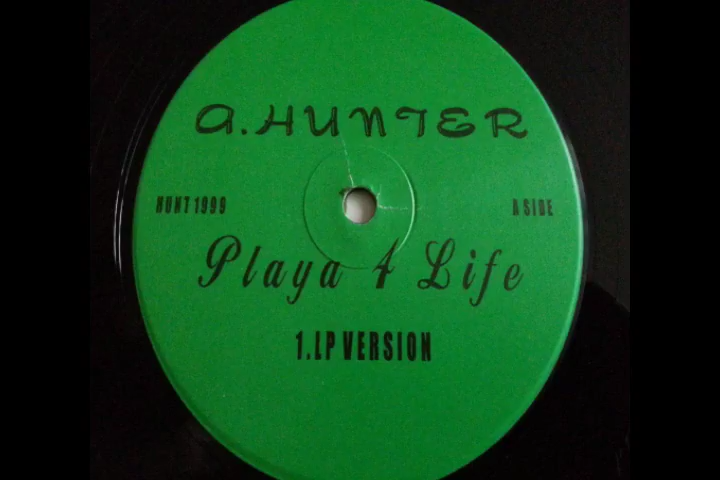 A. HUNTER
HUNT 1999
A SIDE
Playa 4 Life
1. LP VERSION